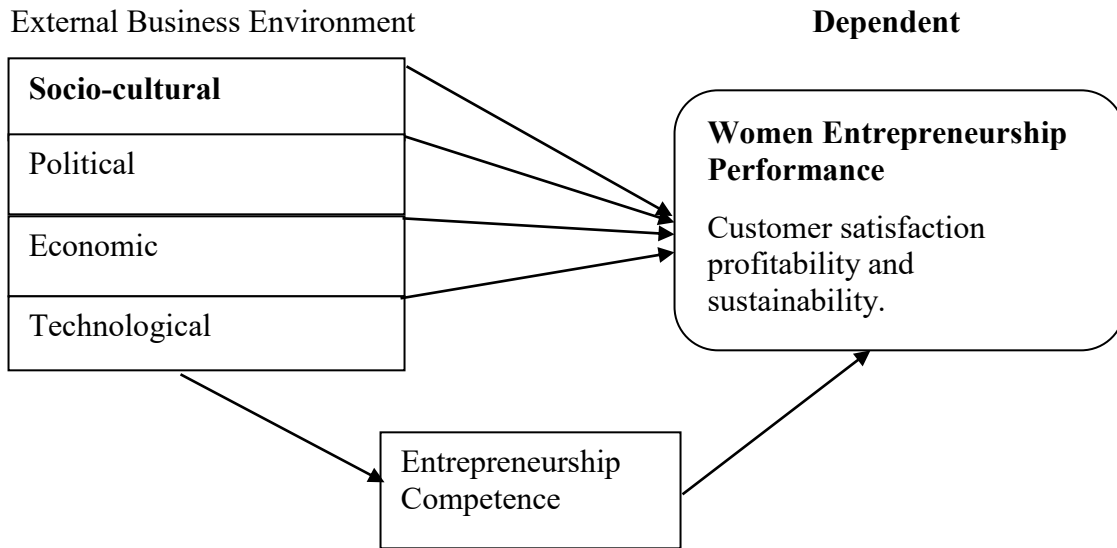 External Business Environment
Dependent
Socio-cultural
Political
Economic
Technological
Women Entrepreneurship
Performance
Customer satisfaction
profitability and
sustainability.
Entrepreneurship
Competence